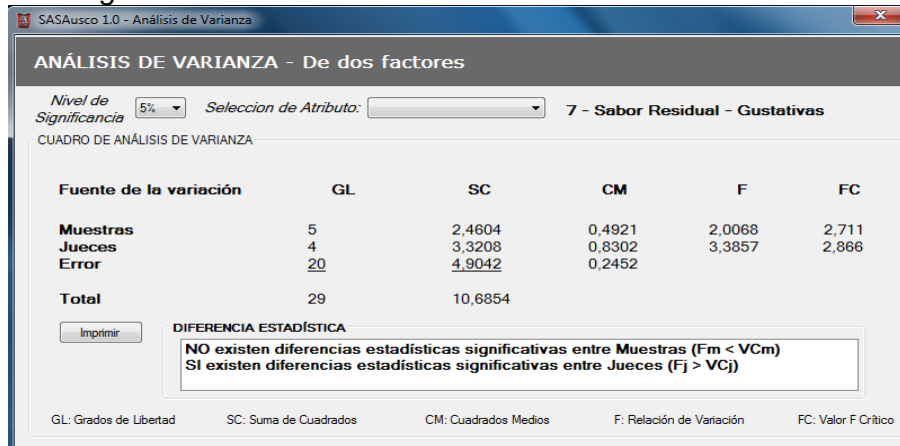 SASAusco 1.0 - Análisis de Varianza
ANÁLISIS DE VARIANZA - De dos factores
Nivel de Significancia 5% Seleccion de Atributo: 7 - Sabor Residual - Gustativas
CUADRO DE ANÁLISIS DE VARIANZA
Fuente de la variación GL SC CM F FC
Muestras 5 2,4604 0,4921 2,0068 2,711
Jueces 4 3,3208 0,8302 3,3857 2,866
Error 20 4,9042 0,2452
Total 29 10,6854
Imprimir
DIFERENCIA ESTADÍSTICA
NO existen diferencias estadísticas significativas entre Muestras (Fm < VCm)
SI existen diferencias estadísticas significativas entre Jueces (Fj > VCj)
GL: Grados de Libertad SC: Suma de Cuadrados CM: Cuadrados Medios F: Relación de Variación FC: Valor F Crítico